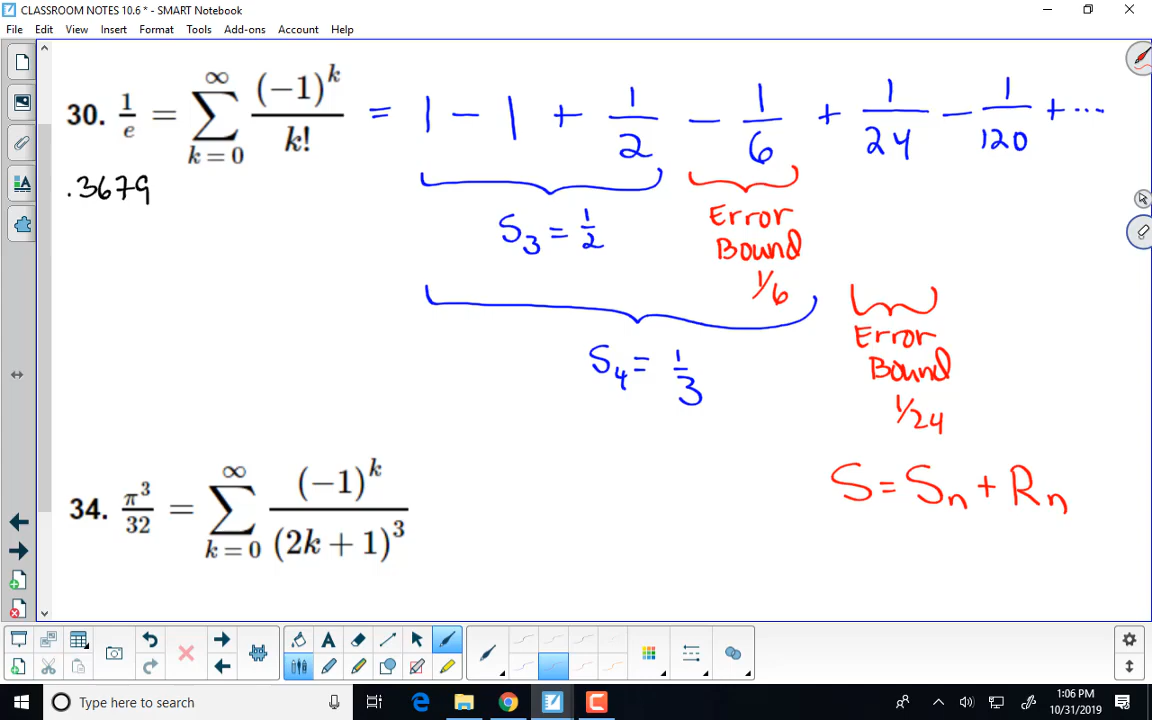 CLASSROOM NOTES 10.6 * - SMART Notebook
File Edit View Insert Format Tools Add-ons Account Help
30. 1/e = ∑_{k=0}^{∞} (−1)^k / k! = 1 − 1 + 1/2 − 1/6 + 1/24 − 1/120 + ⋯
.3679
S₃ = 1/2
Error
Bound
1/6
S₄ = 1/3
Error
Bound
1/24
S = Sₙ + Rₙ
34. π³/32 = ∑_{k=0}^{∞} (−1)^k / (2k + 1)³
Type here to search
1:06 PM
10/31/2019